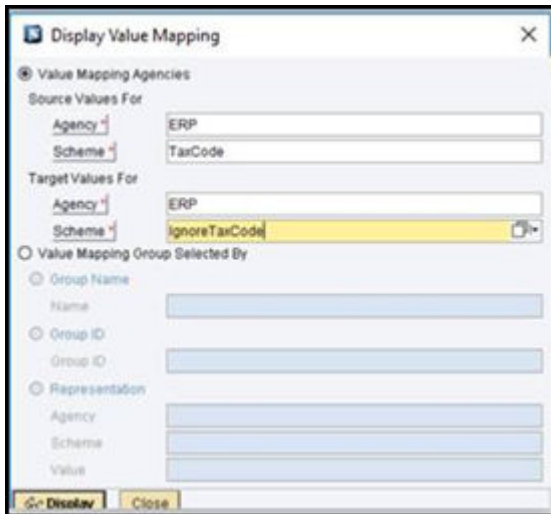 Display Value Mapping
Value Mapping Agencies
Source Values For
Agency * ERP
Scheme * TaxCode
Target Values For
Agency * ERP
Scheme * IgnoreTaxCode
Value Mapping Group Selected By
Group Name
Name
Group ID
Group ID
Representation
Agency
Scheme
Value
Display Close